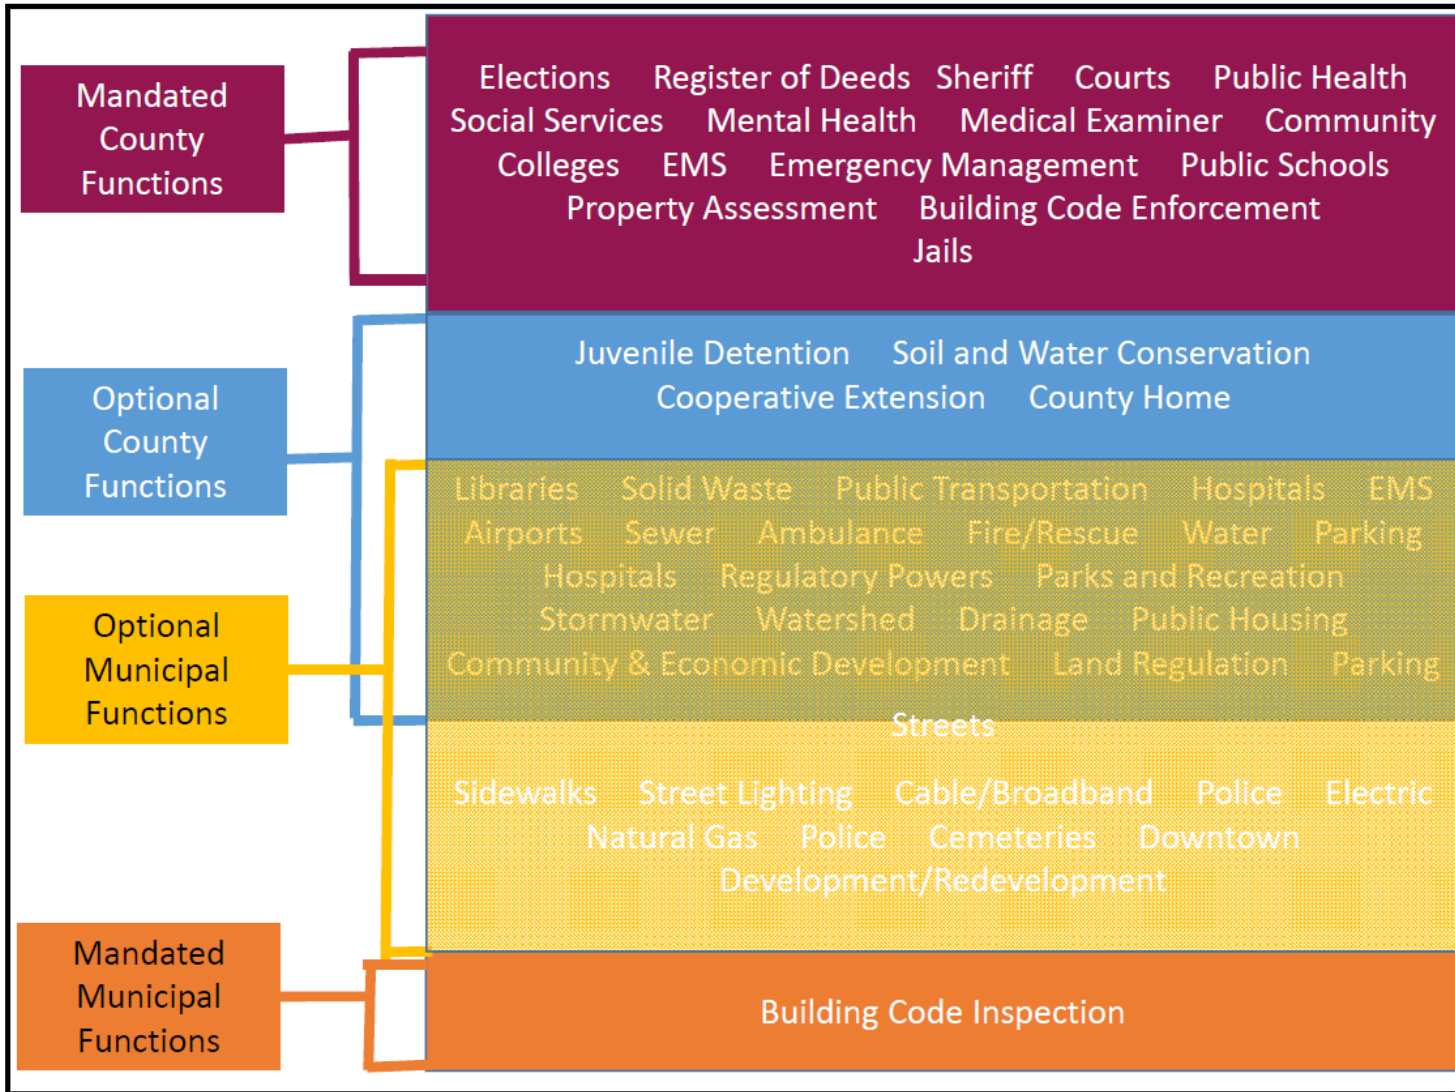 Mandated
County
Functions
Elections Register of Deeds Sheriff Courts Public Health
Social Services Mental Health Medical Examiner Community
Colleges EMS Emergency Management Public Schools
Property Assessment Building Code Enforcement
Jails
Optional
County
Functions
Juvenile Detention Soil and Water Conservation
Cooperative Extension County Home
Optional
Municipal
Functions
Libraries Solid Waste Public Transportation Hospitals EMS
Airports Sewer Ambulance Fire/Rescue Water Parking
Hospitals Regulatory Powers Parks and Recreation
Stormwater Watershed Drainage Public Housing
Community & Economic Development Land Regulation Parking
Streets
Sidewalks Street Lighting Cable/Broadband Police Electric
Natural Gas Police Cemeteries Downtown
Development/Redevelopment
Mandated
Municipal
Functions
Building Code Inspection